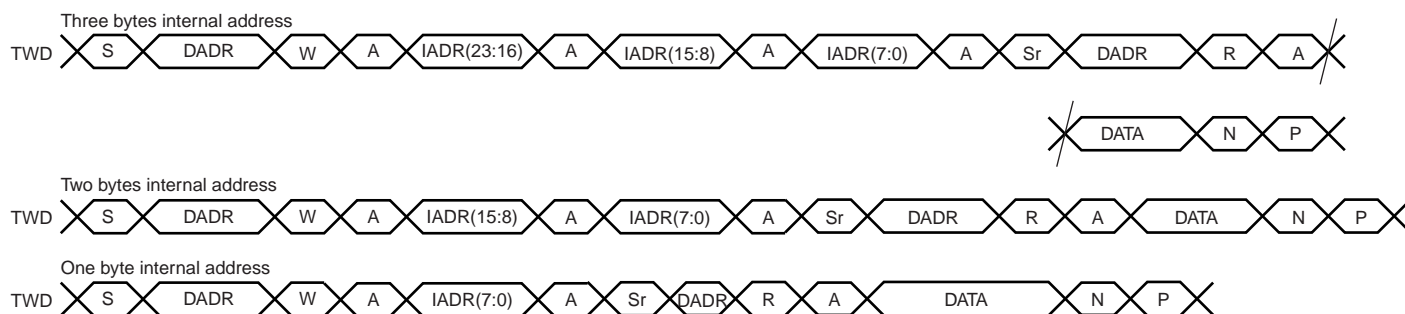 Three bytes internal address
TWD S DADR W A IADR(23:16) A IADR(15:8) A IADR(7:0) A Sr DADR R A
DATA N P
Two bytes internal address
TWD S DADR W A IADR(15:8) A IADR(7:0) A Sr DADR R A DATA N P
One byte internal address
TWD S DADR W A IADR(7:0) A Sr DADR R A DATA N P